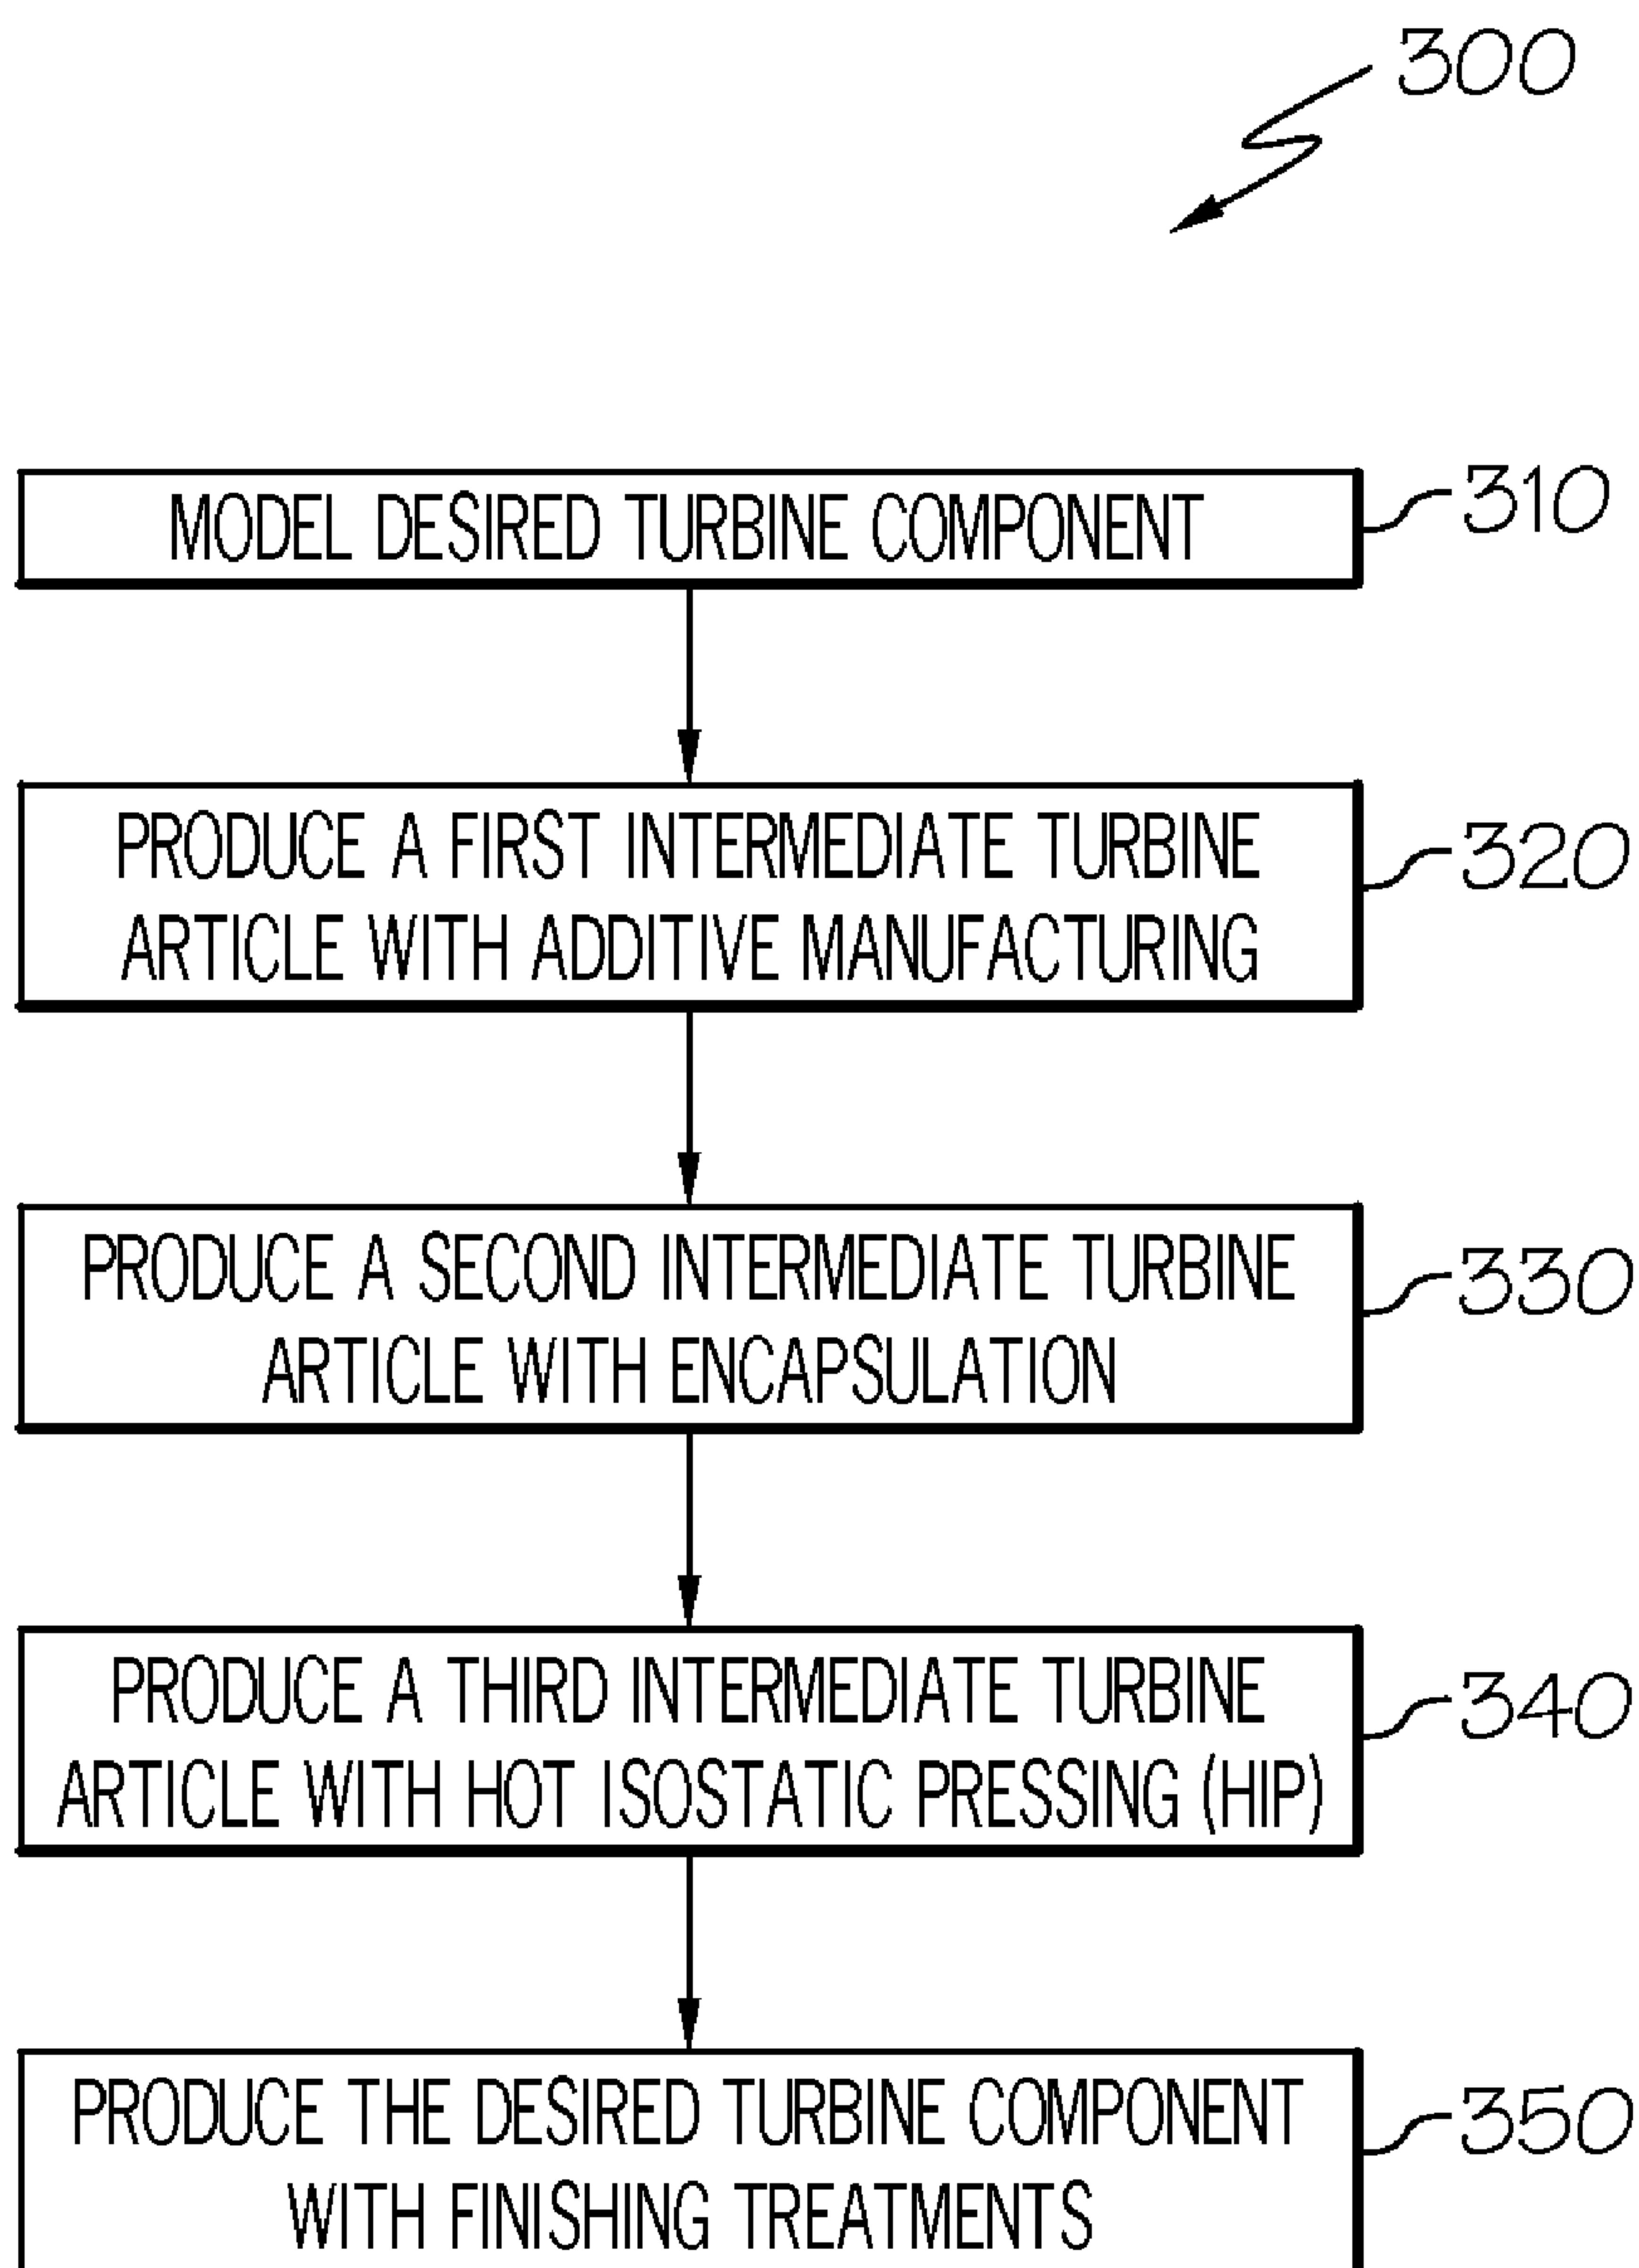 300
MODEL DESIRED TURBINE COMPONENT
310
PRODUCE A FIRST INTERMEDIATE TURBINE
ARTICLE WITH ADDITIVE MANUFACTURING
320
PRODUCE A SECOND INTERMEDIATE TURBINE
ARTICLE WITH ENCAPSULATION
330
PRODUCE A THIRD INTERMEDIATE TURBINE
ARTICLE WITH HOT ISOSTATIC PRESSING (HIP)
340
PRODUCE THE DESIRED TURBINE COMPONENT
WITH FINISHING TREATMENTS
350